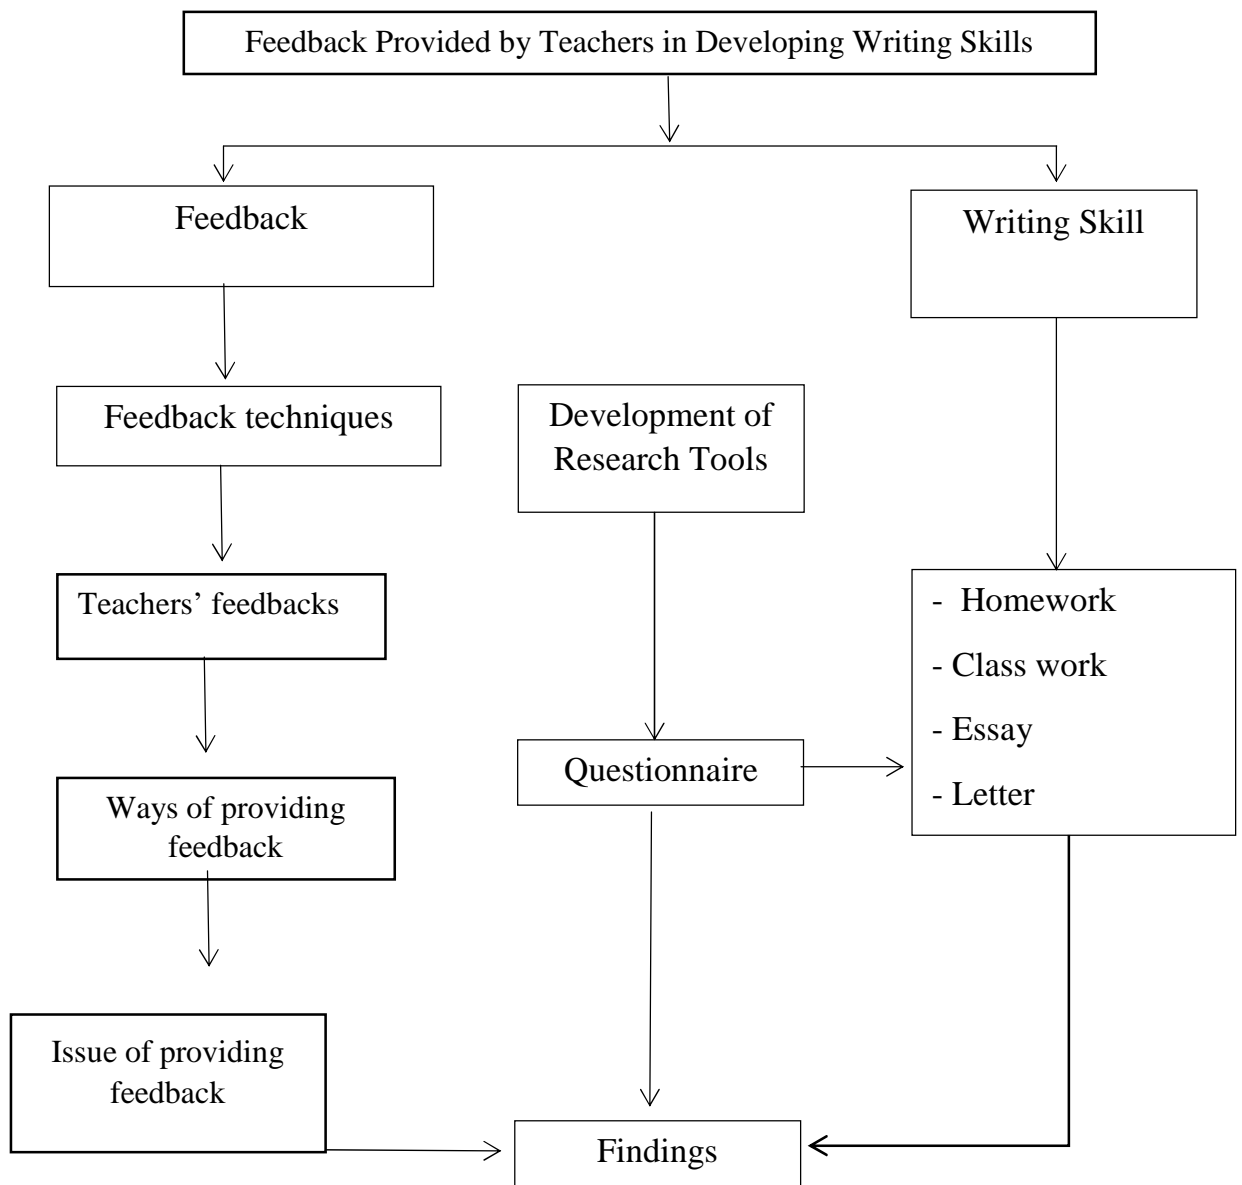 Feedback Provided by Teachers in Developing Writing Skills
Feedback
Writing Skill
Feedback techniques
Development of
Research Tools
Teachers’ feedbacks
- Homework
- Class work
- Essay
- Letter
Questionnaire
Ways of providing
feedback
Issue of providing
feedback
Findings